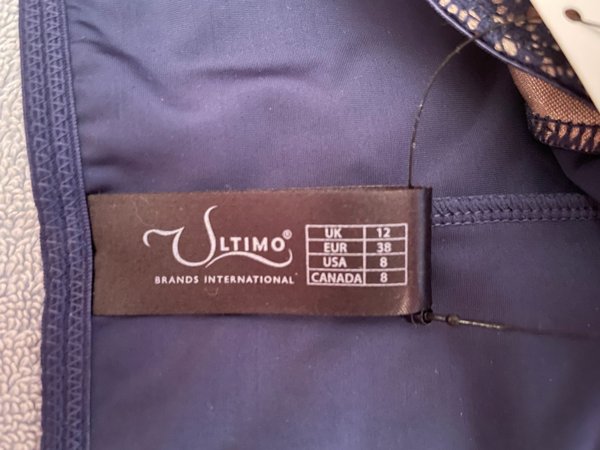 ULTIMO®
BRANDS INTERNATIONAL
UK 12
EUR 38
USA 8
CANADA 8